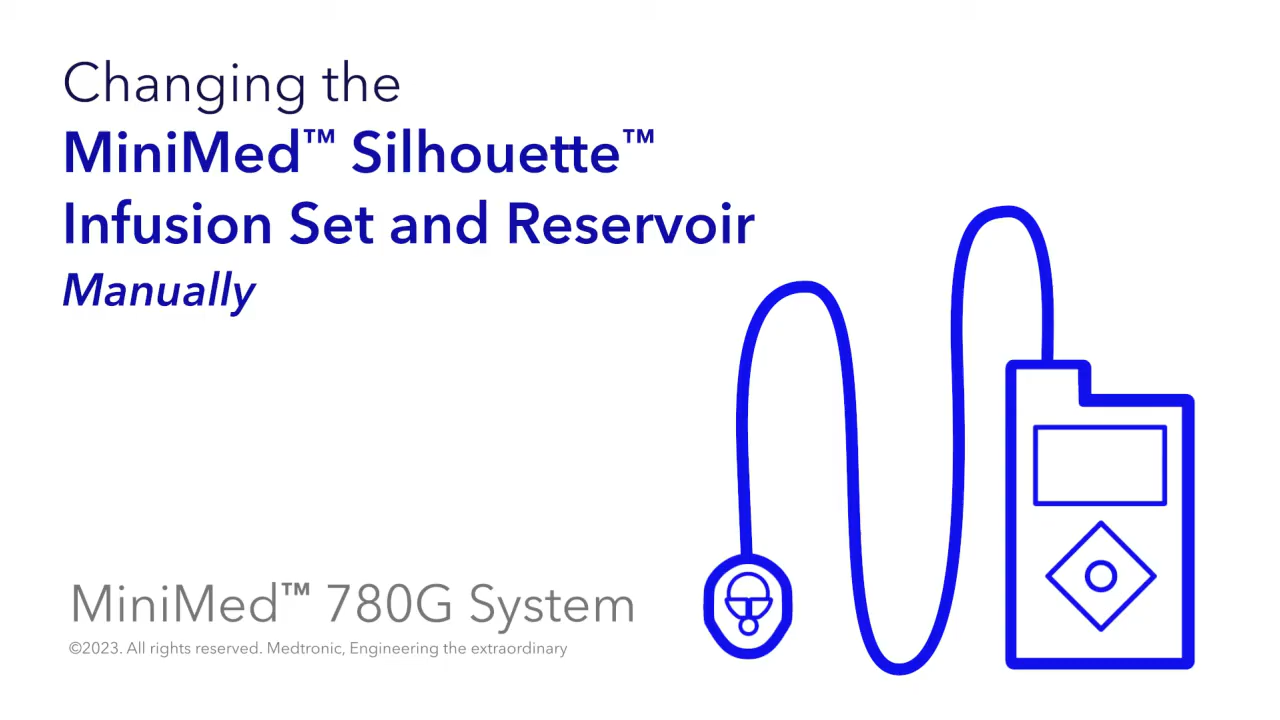 Changing the
MiniMed™ Silhouette™
Infusion Set and Reservoir
Manually
MiniMed™ 780G System
©2023. All rights reserved. Medtronic, Engineering the extraordinary